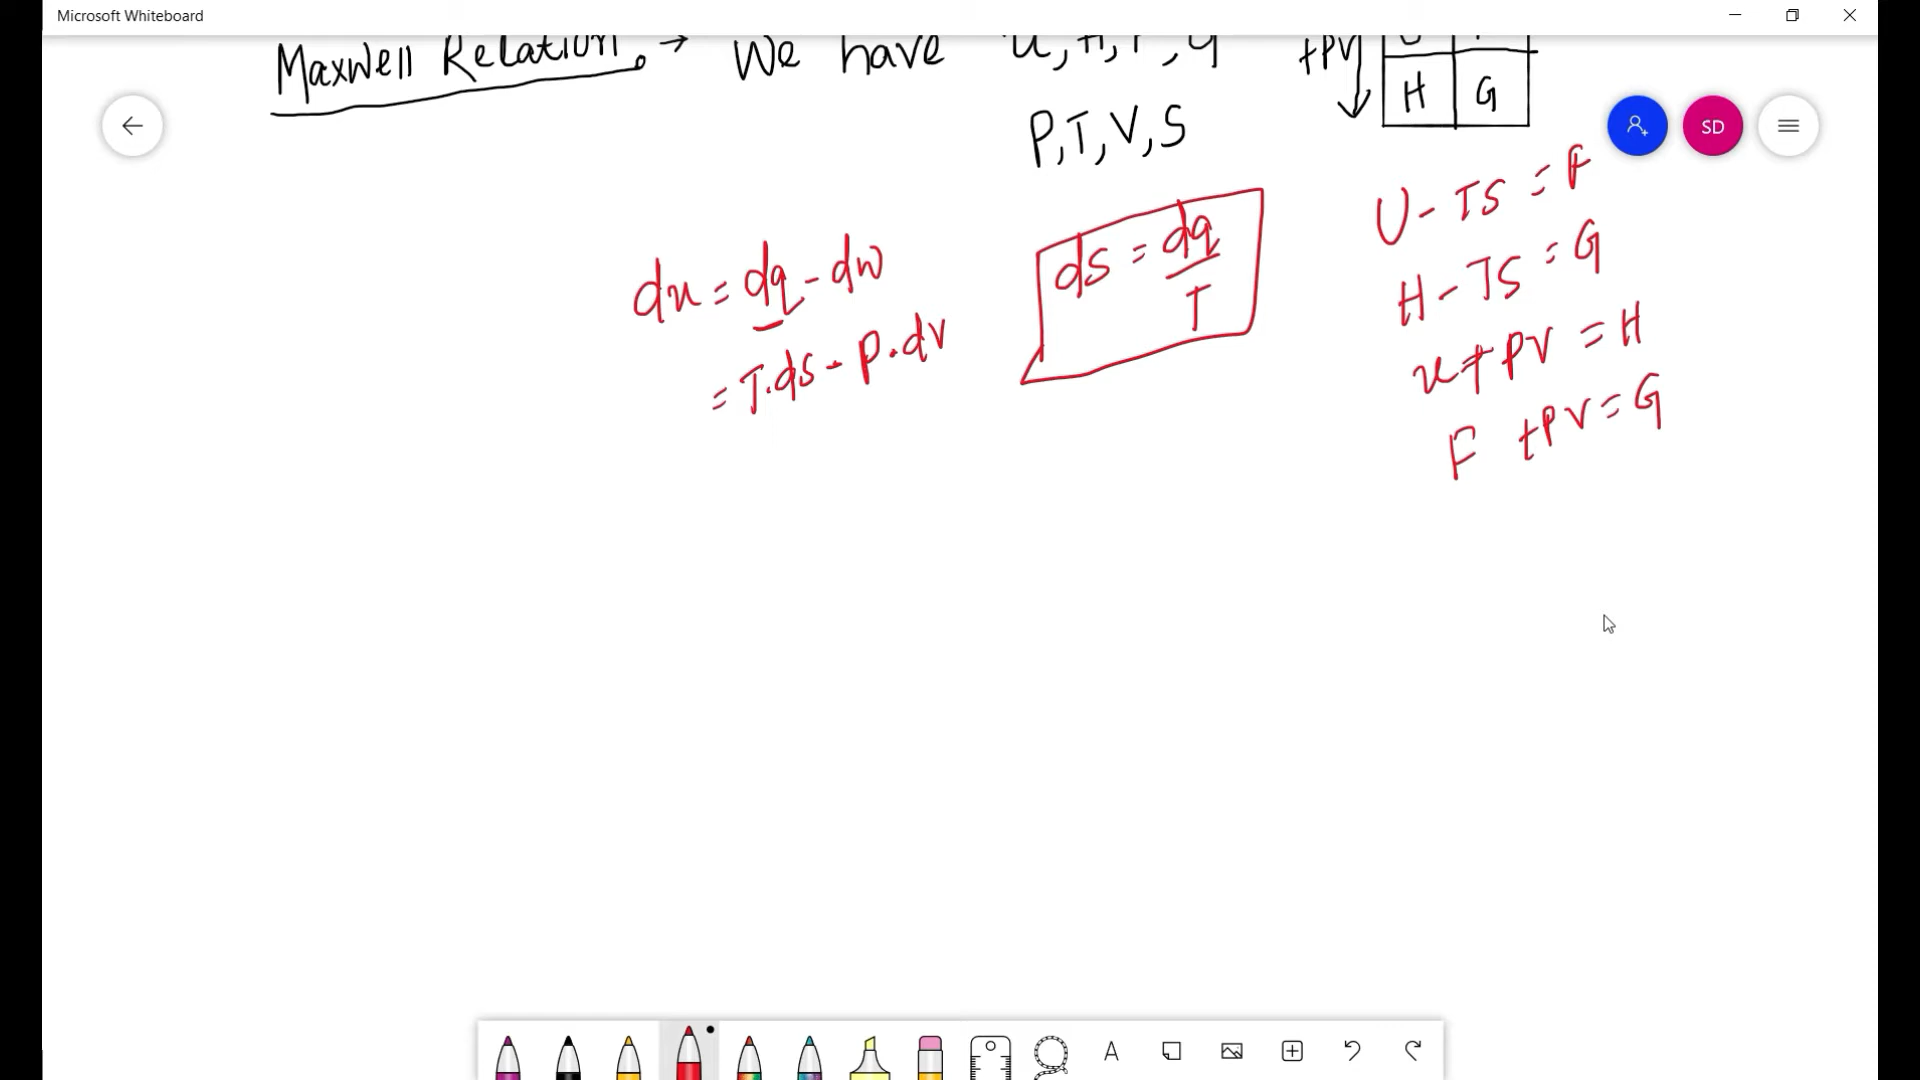 Microsoft Whiteboard
Maxwell Relation. → We have U, H, F, G
+PV
H G
P, T, V, S
SD
U - TS = F
dS = dq/T
H - TS = G
du = dq - dw
u + PV = H
= T.dS - P.dV
F +PV = G
A